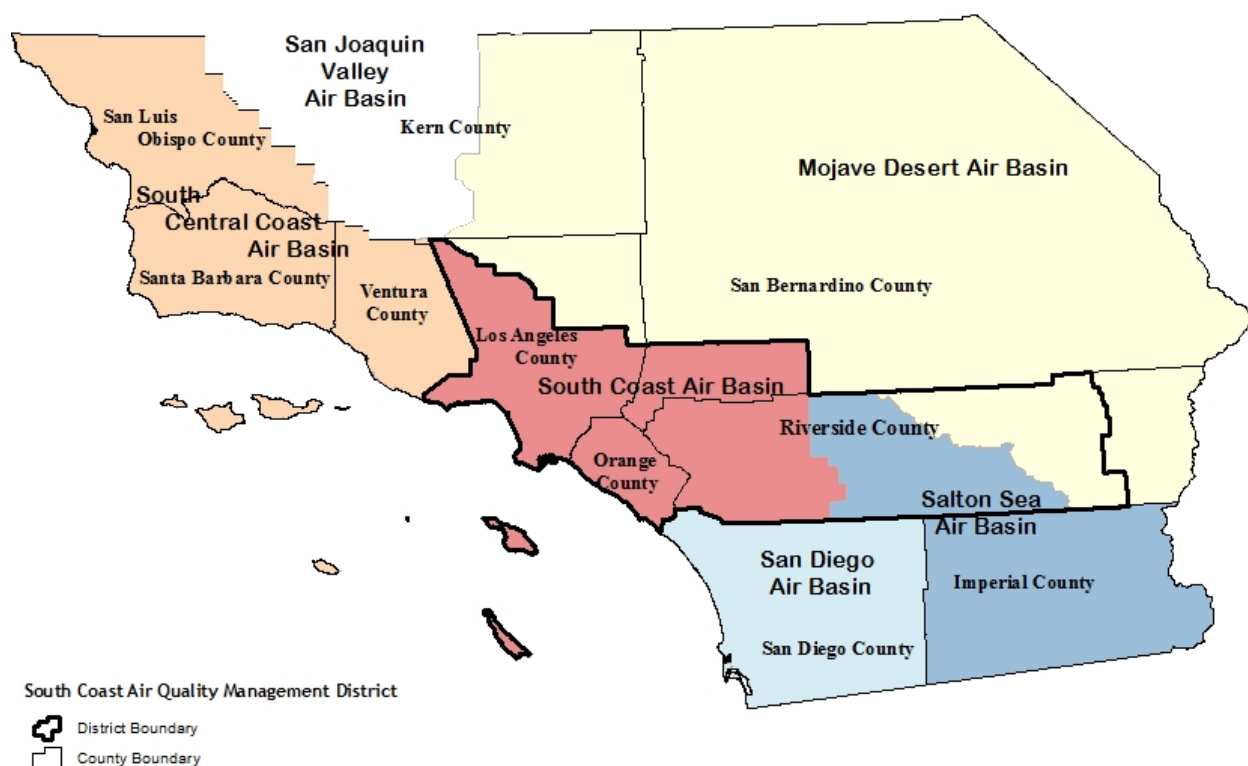 San Joaquin
Valley
Air Basin
San Luis
Obispo County
Kern County
Mojave Desert Air Basin
South
Central Coast
Air Basin
Santa Barbara County
Ventura
County
San Bernardino County
Los Angeles
County
South Coast Air Basin
Riverside County
Orange
County
Salton Sea
Air Basin
San Diego
Air Basin
Imperial County
San Diego County
South Coast Air Quality Management District
District Boundary
County Boundary